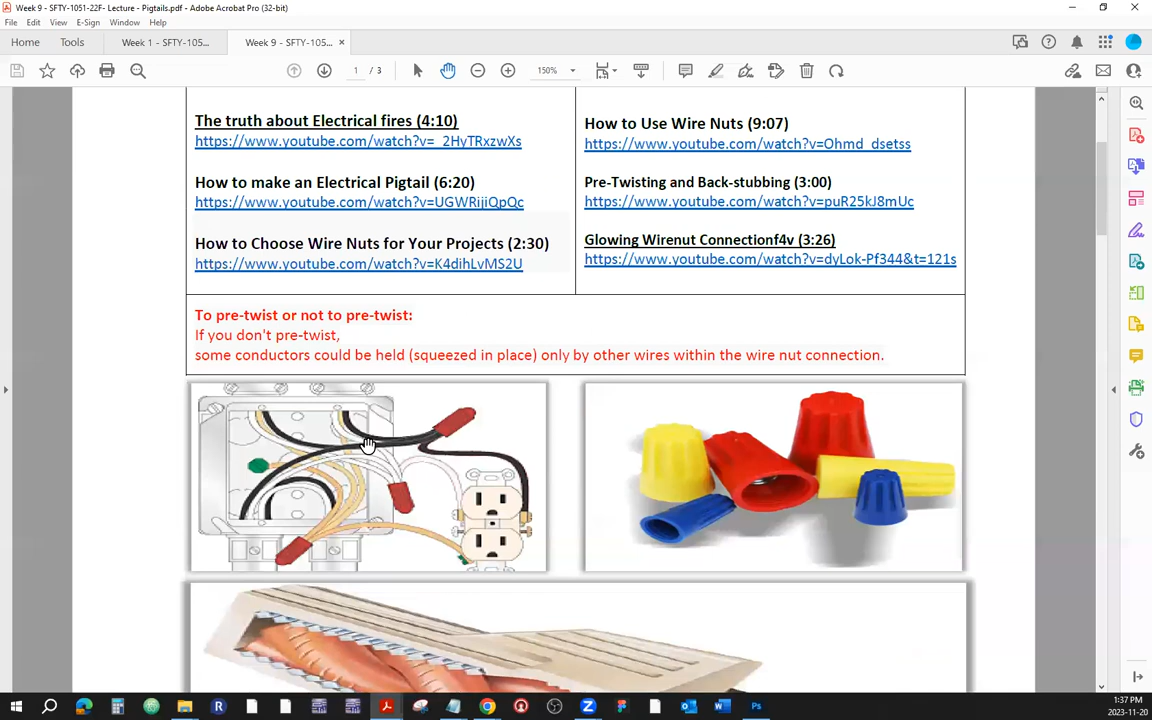 Week 9 - SFTY-1051-22F- Lecture - Pigtails.pdf - Adobe Acrobat Pro (32-bit)
File Edit View E-Sign Window Help
Home Tools Week 1 - SFTY-105... Week 9 - SFTY-105... ×
1 / 3 150%
The truth about Electrical fires (4:10)
https://www.youtube.com/watch?v=_2HyTRxzwXs
How to make an Electrical Pigtail (6:20)
https://www.youtube.com/watch?v=UGWRijiQpQc
How to Choose Wire Nuts for Your Projects (2:30)
https://www.youtube.com/watch?v=K4dihLvMS2U
How to Use Wire Nuts (9:07)
https://www.youtube.com/watch?v=Ohmd_dsetss
Pre-Twisting and Back-stubbing (3:00)
https://www.youtube.com/watch?v=puR25kJ8mUc
Glowing Wirenut Connectionf4v (3:26)
https://www.youtube.com/watch?v=dyLok-Pf344&t=121s
To pre-twist or not to pre-twist:
If you don't pre-twist,
some conductors could be held (squeezed in place) only by other wires within the wire nut connection.
1:37 PM
2023-11-20